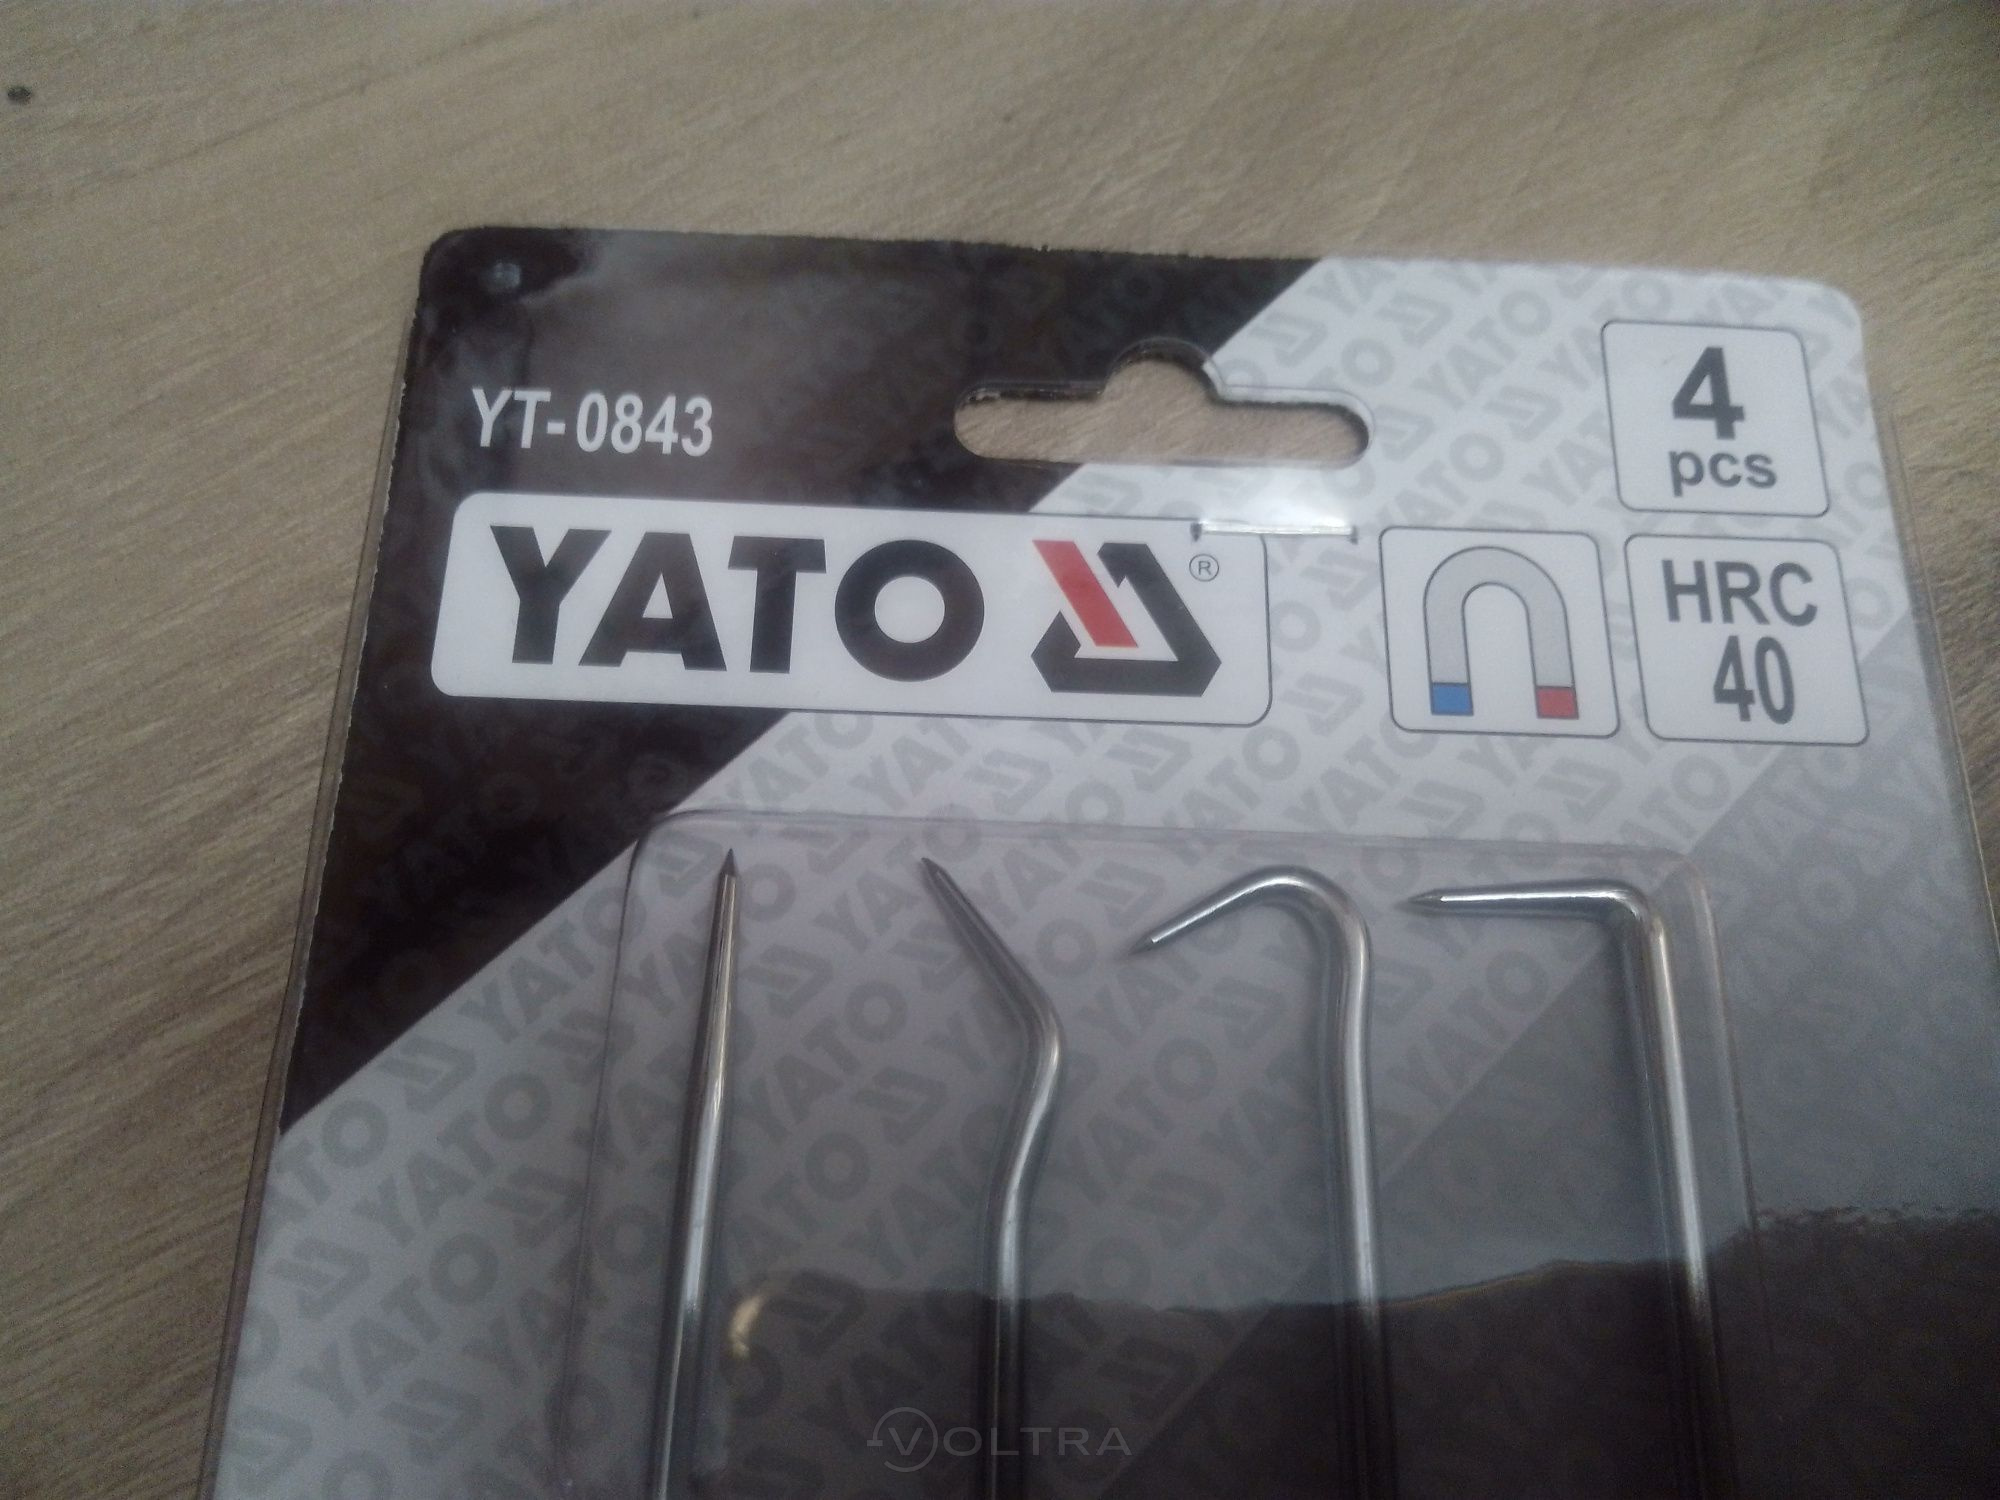 YT-0843
4
pcs
YATO ®
HRC
40
VOLTRA